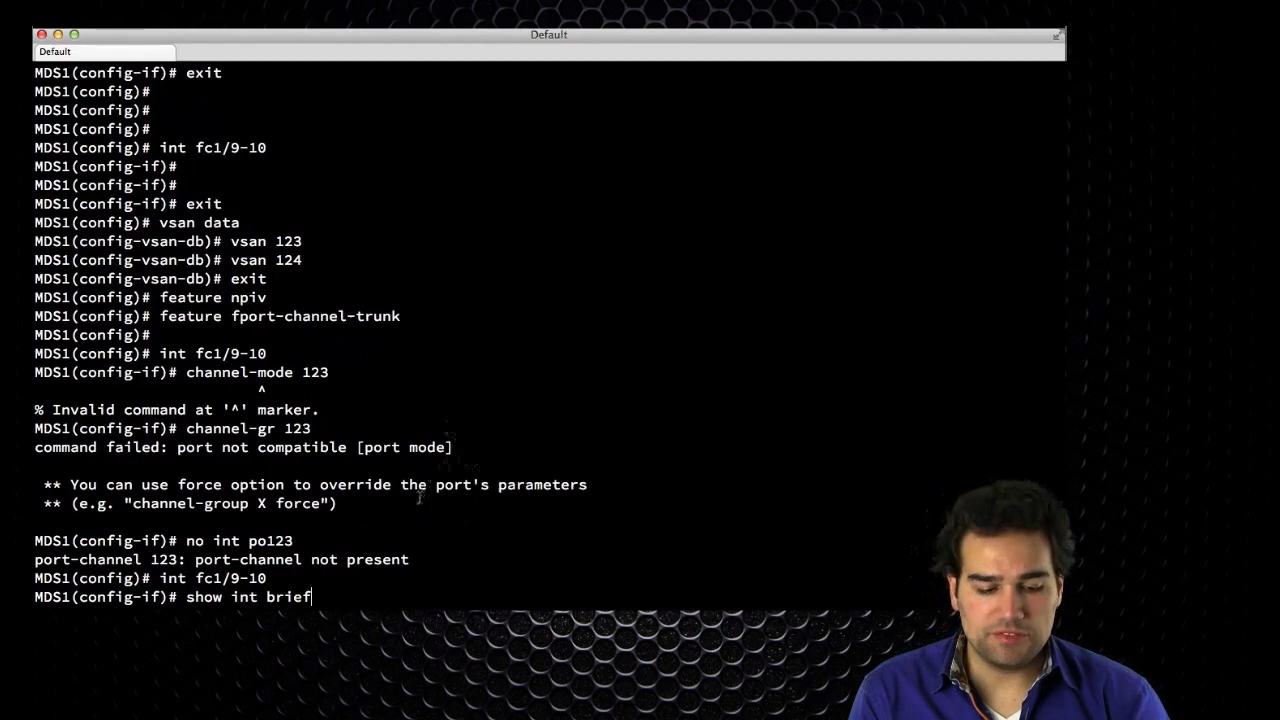 Default
Default
MDS1(config-if)# exit
MDS1(config)#
MDS1(config)#
MDS1(config)#
MDS1(config)# int fc1/9-10
MDS1(config-if)#
MDS1(config-if)#
MDS1(config-if)# exit
MDS1(config)# vsan data
MDS1(config-vsan-db)# vsan 123
MDS1(config-vsan-db)# vsan 124
MDS1(config-vsan-db)# exit
MDS1(config)# feature npiv
MDS1(config)# feature fport-channel-trunk
MDS1(config)#
MDS1(config)# int fc1/9-10
MDS1(config-if)# channel-mode 123
^
% Invalid command at '^' marker.
MDS1(config-if)# channel-gr 123
command failed: port not compatible [port mode]
** You can use force option to override the port's parameters
** (e.g. "channel-group X force")
MDS1(config-if)# no int po123
port-channel 123: port-channel not present
MDS1(config)# int fc1/9-10
MDS1(config-if)# show int brief